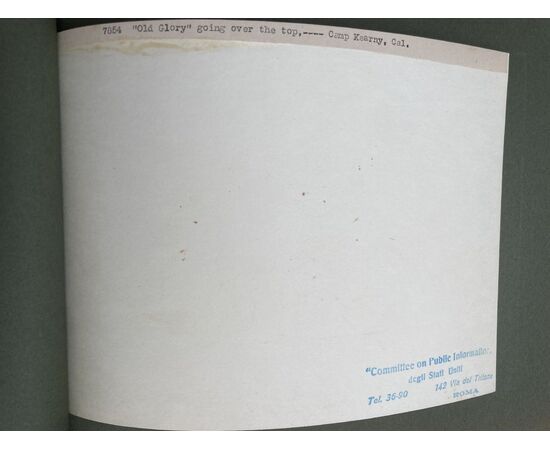 7854 "Old Glory" going over the top,---- Camp Kearny, Cal.
"Committee on Public Information"
degli Stati Uniti
Tel. 36-90 142 Via del Tritone
ROMA